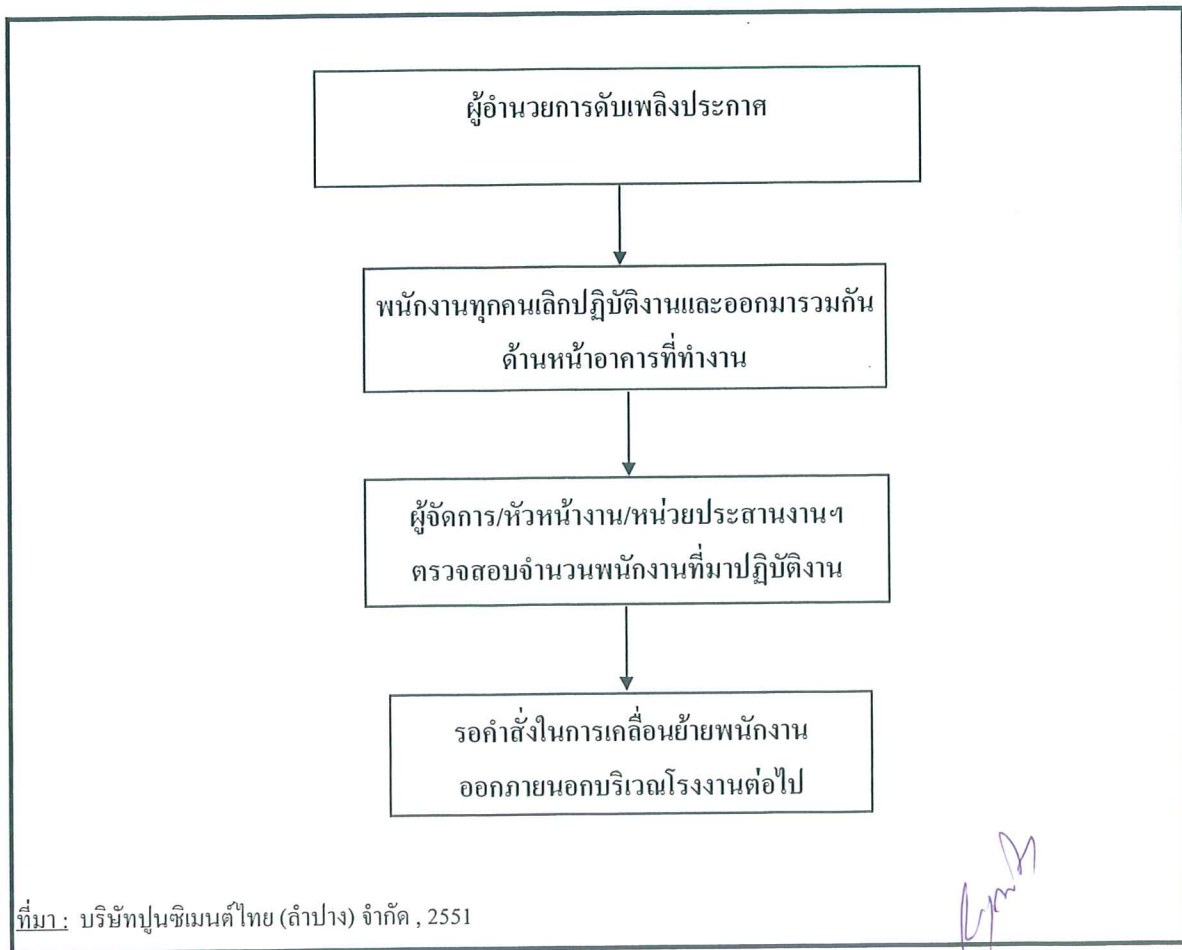 ผู้อำนวยการดับเพลิงประกาศ
พนักงานทุกคนเลิกปฏิบัติงานและออกมารวมกัน
ด้านหน้าอาคารที่ทำงาน
ผู้จัดการ/หัวหน้างาน/หน่วยประสานงานฯ
ตรวจสอบจำนวนพนักงานที่มาปฏิบัติงาน
รอคำสั่งในการเคลื่อนย้ายพนักงาน
ออกภายนอกบริเวณโรงงานต่อไป
ที่มา : บริษัทปูนซิเมนต์ไทย (ลำปาง) จำกัด , 2551